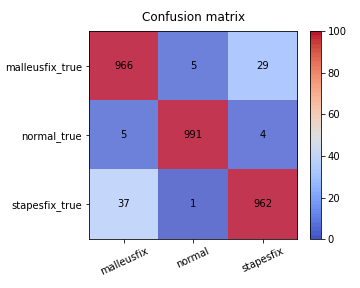 Confusion matrix
malleusfix_true 966 5 29
normal_true 5 991 4
stapesfix_true 37 1 962
malleusfix normal stapesfix
100
80
60
40
20
0